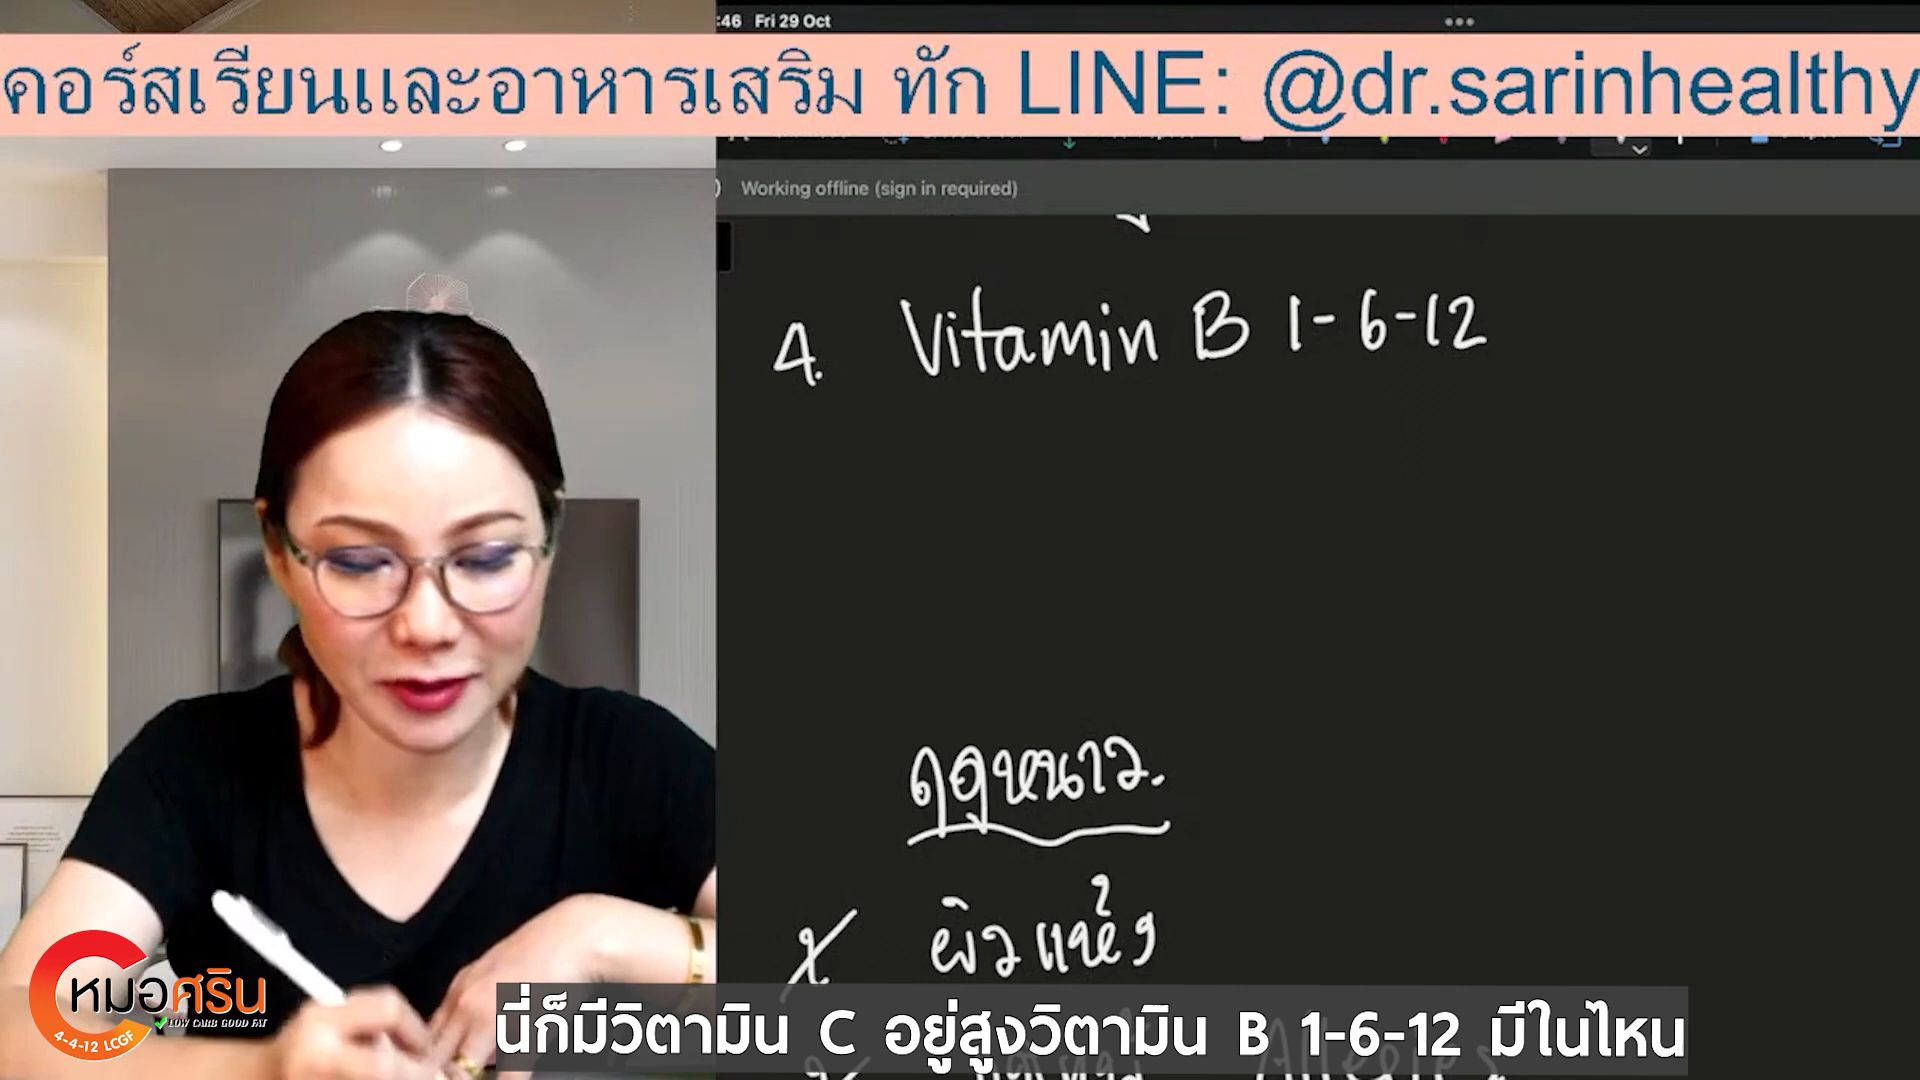 :46 Fri 29 Oct
คอร์สเรียนและอาหารเสริม ทัก LINE: @dr.sarinhealthy
Working offline (sign in required)
4. Vitamin B 1-6-12
ฤดูหนาว.
ผิวแห้ง
หมอศริน
LOW CARB GOOD FAT
4-4-12 LCGF
นี่ก็มีวิตามิน C อยู่สูงวิตามิน B 1-6-12 มีในไหน